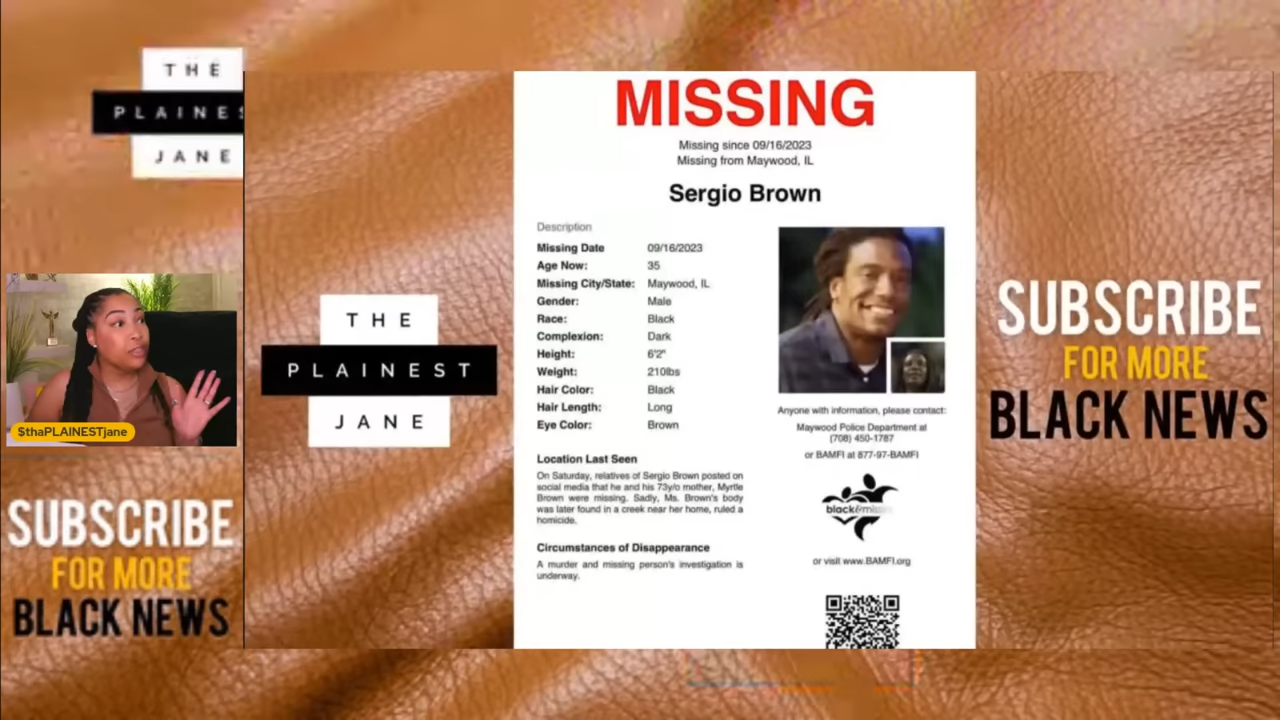 THE
PLAINES
JANE
$thaPLAINESTjane
SUBSCRIBE
FOR MORE
BLACK NEWS
THE
PLAINEST
JANE
MISSING
Missing since 09/16/2023
Missing from Maywood, IL
Sergio Brown
Description
Missing Date 09/16/2023
Age Now: 35
Missing City/State: Maywood, IL
Gender: Male
Race: Black
Complexion: Dark
Height: 6'2"
Weight: 210lbs
Hair Color: Black
Hair Length: Long
Eye Color: Brown
Location Last Seen
On Saturday, relatives of Sergio Brown posted on
social media that he and his 73y/o mother, Myrtle
Brown were missing. Sadly, Ms. Brown's body
was later found in a creek near her home, ruled a
homicide.
Circumstances of Disappearance
A murder and missing person's investigation is
underway.
Anyone with information, please contact:
Maywood Police Department at
(708) 450-1787
or BAMFI at 877-97-BAMFI
black&missing
or visit www.BAMFI.org
SUBSCRIBE
FOR MORE
BLACK NEWS